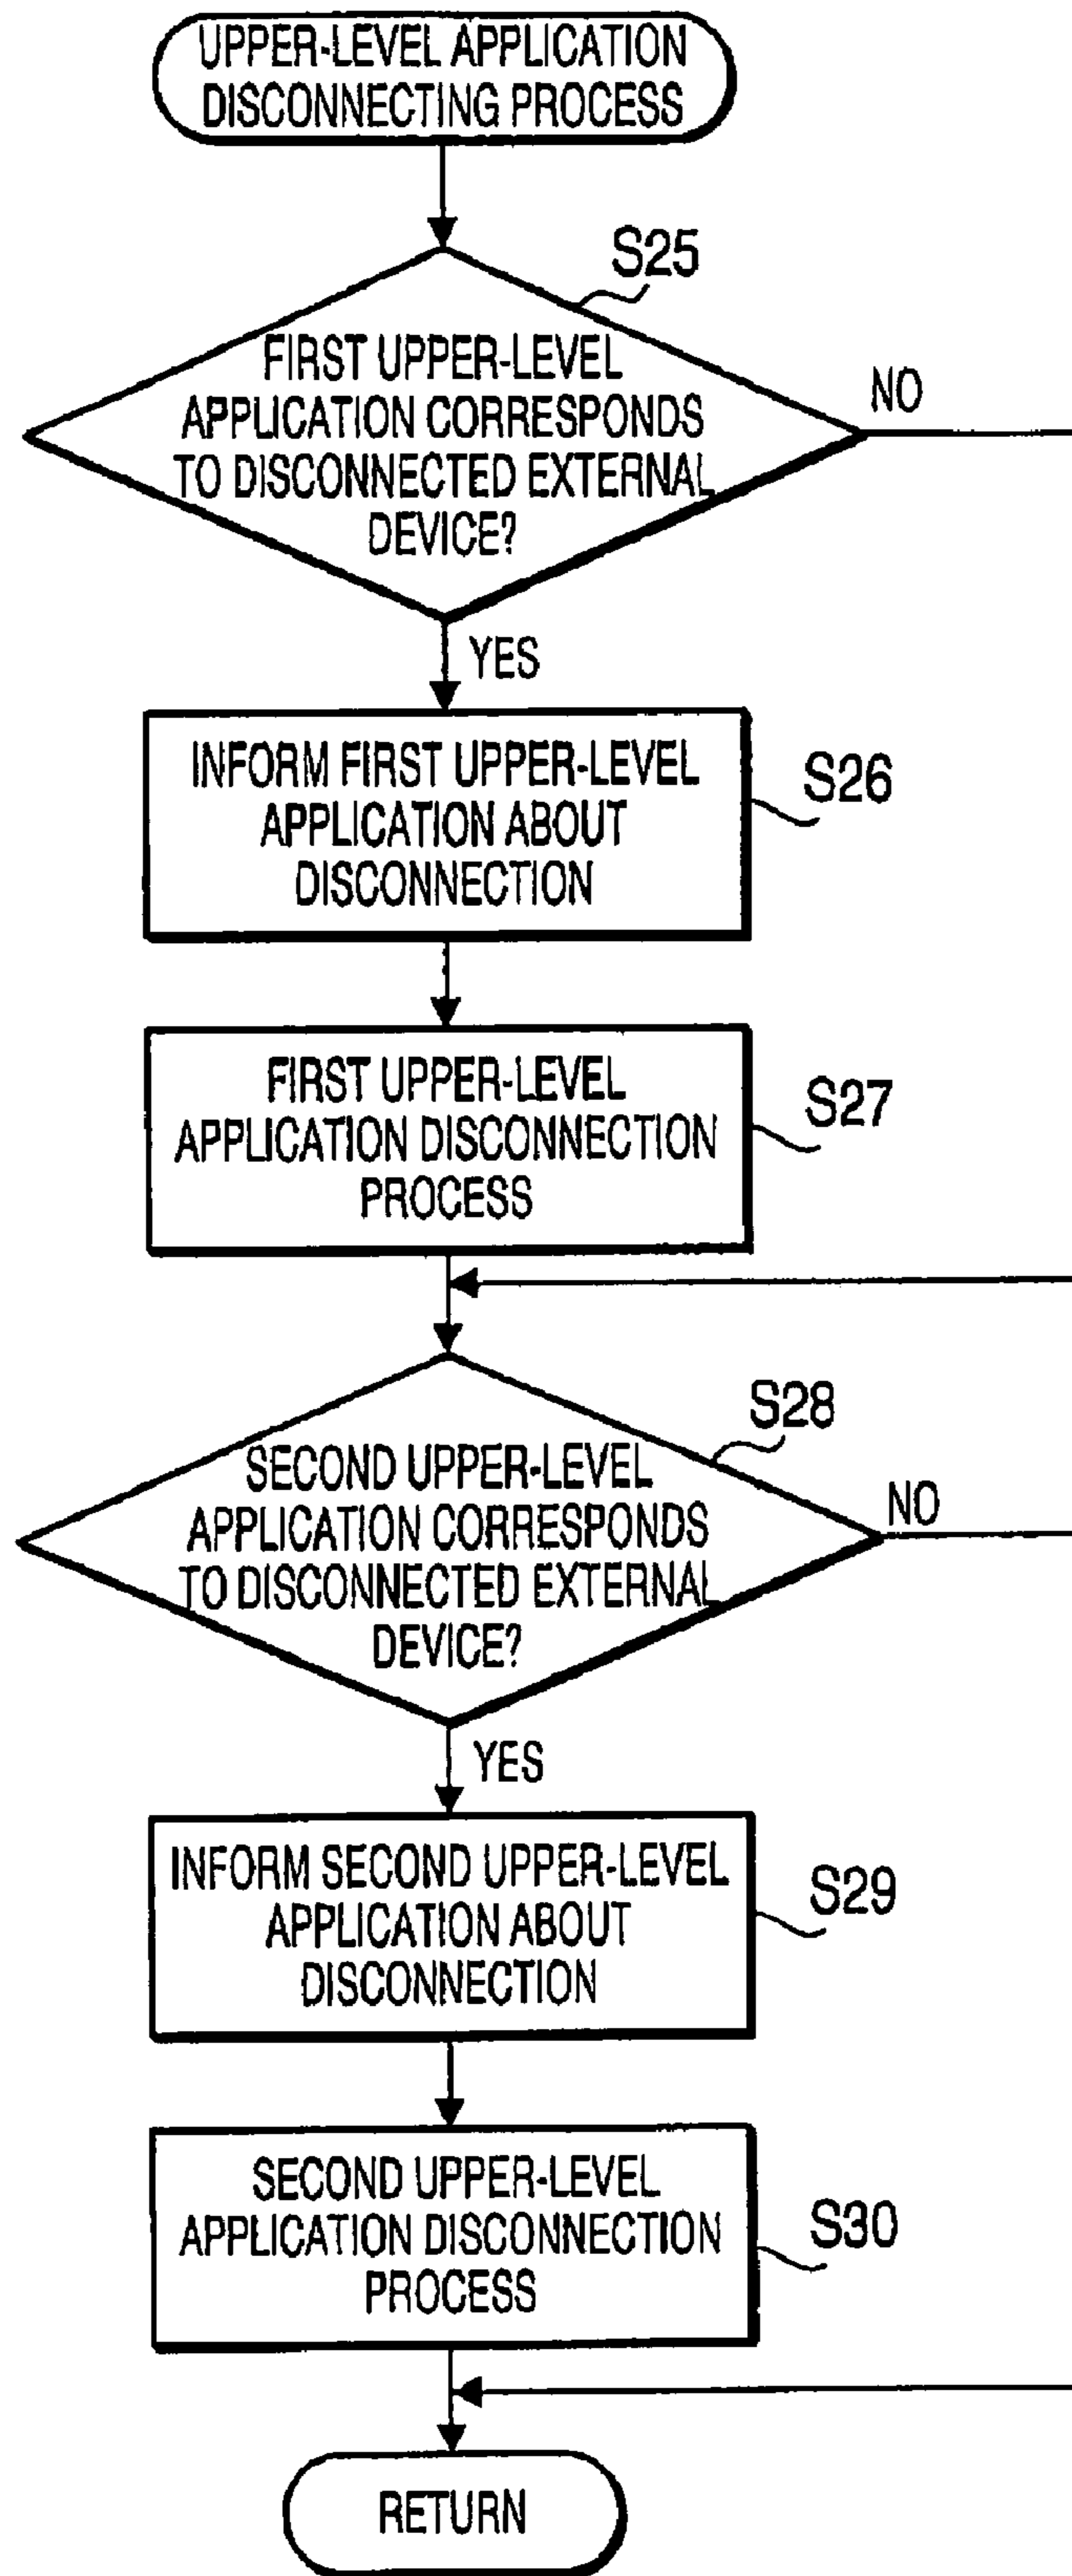 UPPER-LEVEL APPLICATION
DISCONNECTING PROCESS
S25
FIRST UPPER-LEVEL
APPLICATION CORRESPONDS
TO DISCONNECTED EXTERNAL
DEVICE?
NO
YES
INFORM FIRST UPPER-LEVEL
APPLICATION ABOUT
DISCONNECTION
S26
FIRST UPPER-LEVEL
APPLICATION DISCONNECTION
PROCESS
S27
S28
SECOND UPPER-LEVEL
APPLICATION CORRESPONDS
TO DISCONNECTED EXTERNAL
DEVICE?
NO
YES
INFORM SECOND UPPER-LEVEL
APPLICATION ABOUT
DISCONNECTION
S29
SECOND UPPER-LEVEL
APPLICATION DISCONNECTION
PROCESS
S30
RETURN